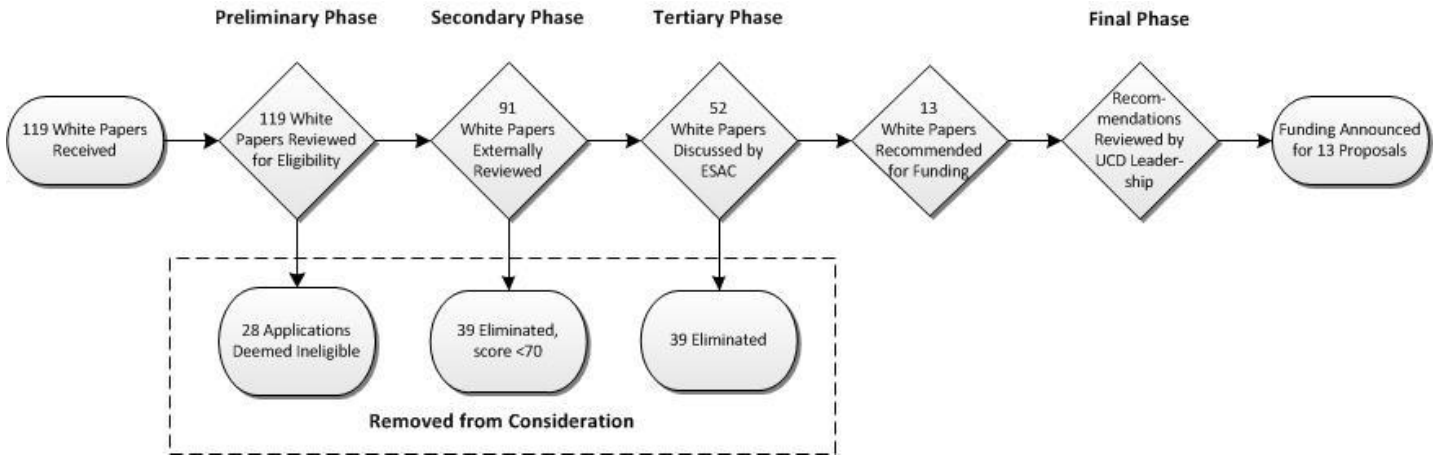 Preliminary Phase
Secondary Phase
Tertiary Phase
Final Phase
119 White Papers
Received
119 White
Papers Reviewed
for Eligibility
91
White Papers
Externally
Reviewed
52
White Papers
Discussed by
ESAC
13
White Papers
Recommended
for Funding
Recom-
mendations
Reviewed by
UCD Leader-
ship
Funding Announced
for 13 Proposals
28 Applications
Deemed Ineligible
39 Eliminated,
score <70
39 Eliminated
Removed from Consideration